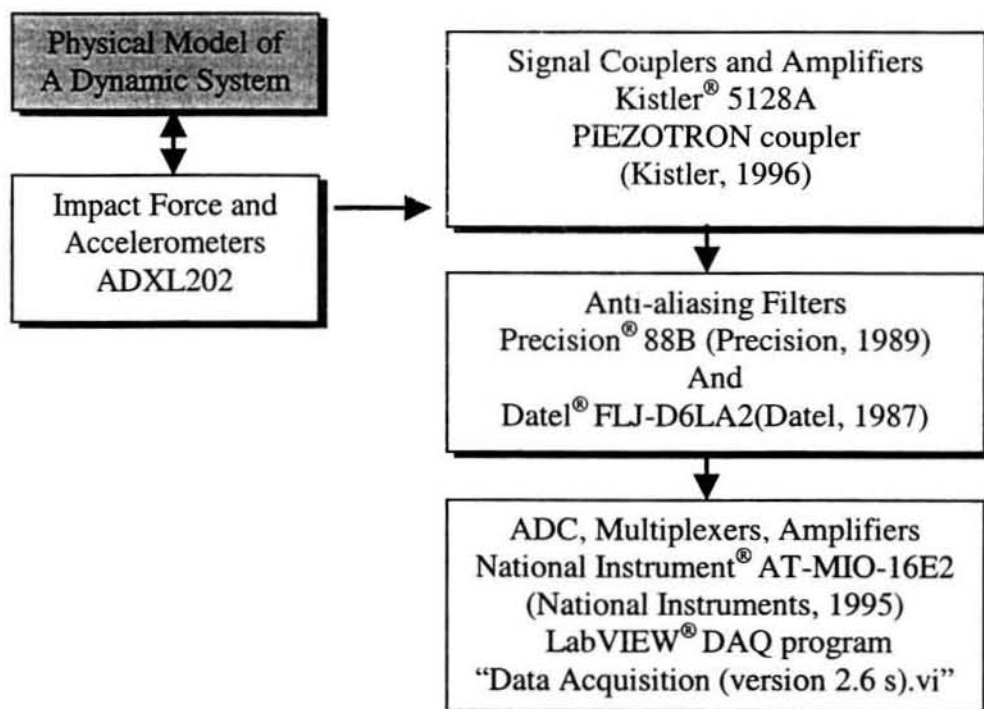 Physical Model of
A Dynamic System
Impact Force and
Accelerometers
ADXL202
Signal Couplers and Amplifiers
Kistler® 5128A
PIEZOTRON coupler
(Kistler, 1996)
Anti-aliasing Filters
Precision® 88B (Precision, 1989)
And
Datel® FLJ-D6LA2(Datel, 1987)
ADC, Multiplexers, Amplifiers
National Instrument® AT-MIO-16E2
(National Instruments, 1995)
LabVIEW® DAQ program
“Data Acquisition (version 2.6 s).vi”